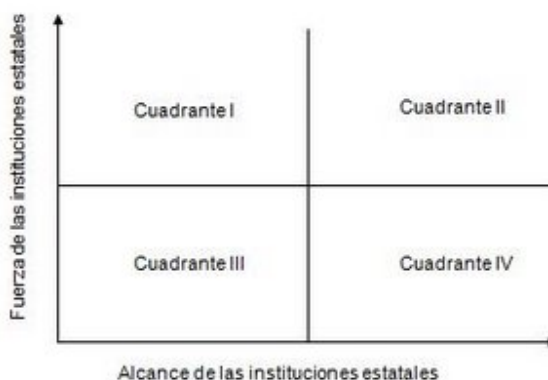 Fuerza de las instituciones estatales
Cuadrante I
Cuadrante II
Cuadrante III
Cuadrante IV
Alcance de las instituciones estatales